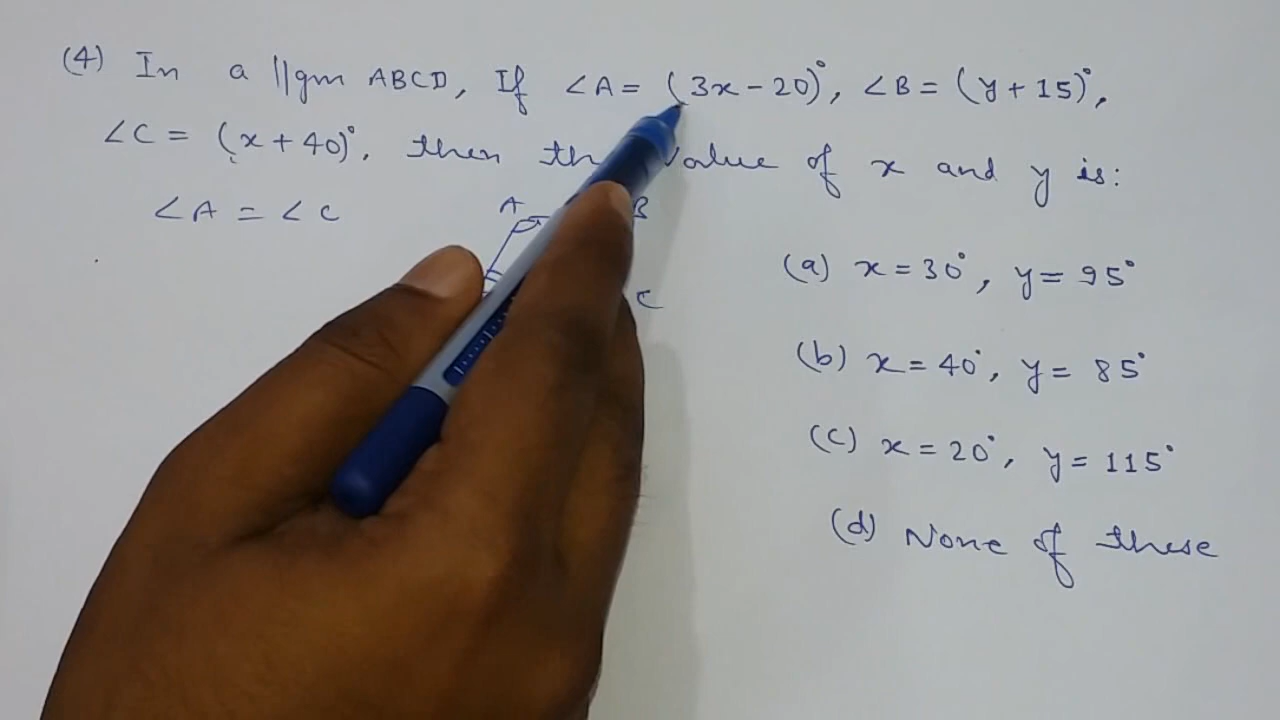 (4) In a ||gm ABCD, If ∠A = (3x - 20)°, ∠B = (y + 15)°,
∠C = (x + 40)°, then th value of x and y is:
∠A = ∠C
A B
C
(a) x = 30°, y = 95°
(b) x = 40°, y = 85°
(c) x = 20°, y = 115°
(d) None of these